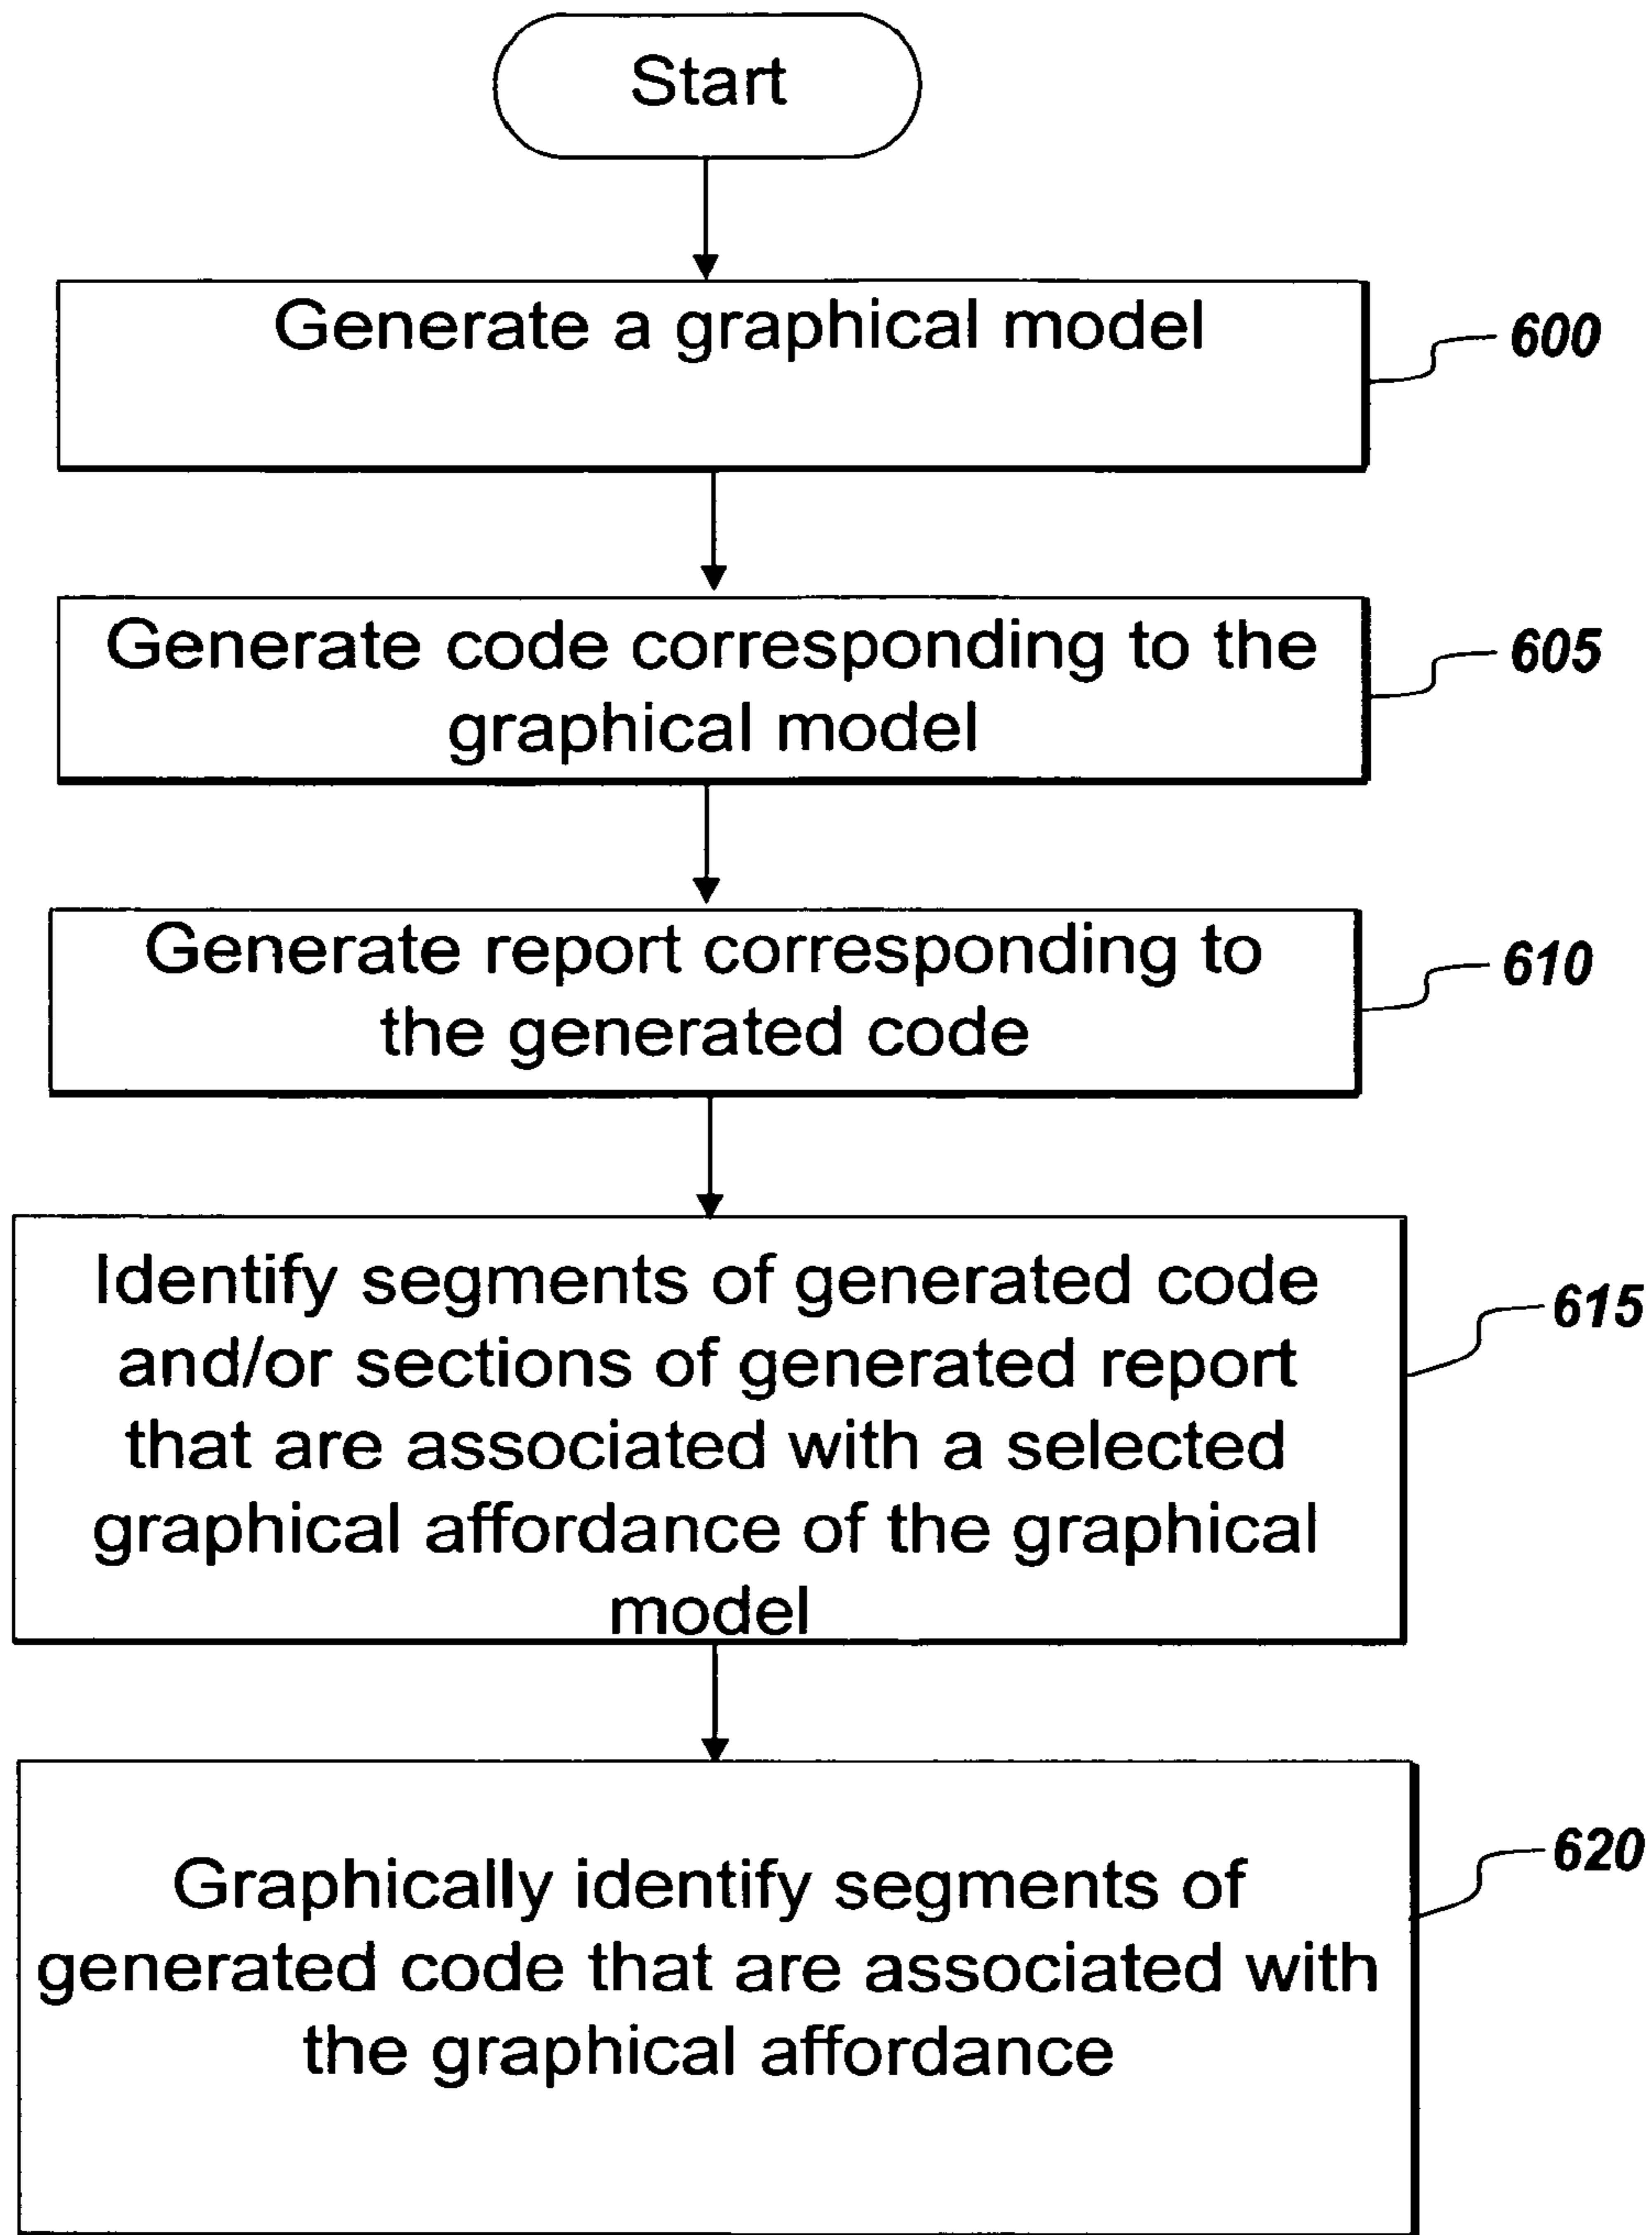 Start
Generate a graphical model
600
Generate code corresponding to the
graphical model
605
Generate report corresponding to
the generated code
610
Identify segments of generated code
and/or sections of generated report
that are associated with a selected
graphical affordance of the graphical
model
615
Graphically identify segments of
generated code that are associated with
the graphical affordance
620